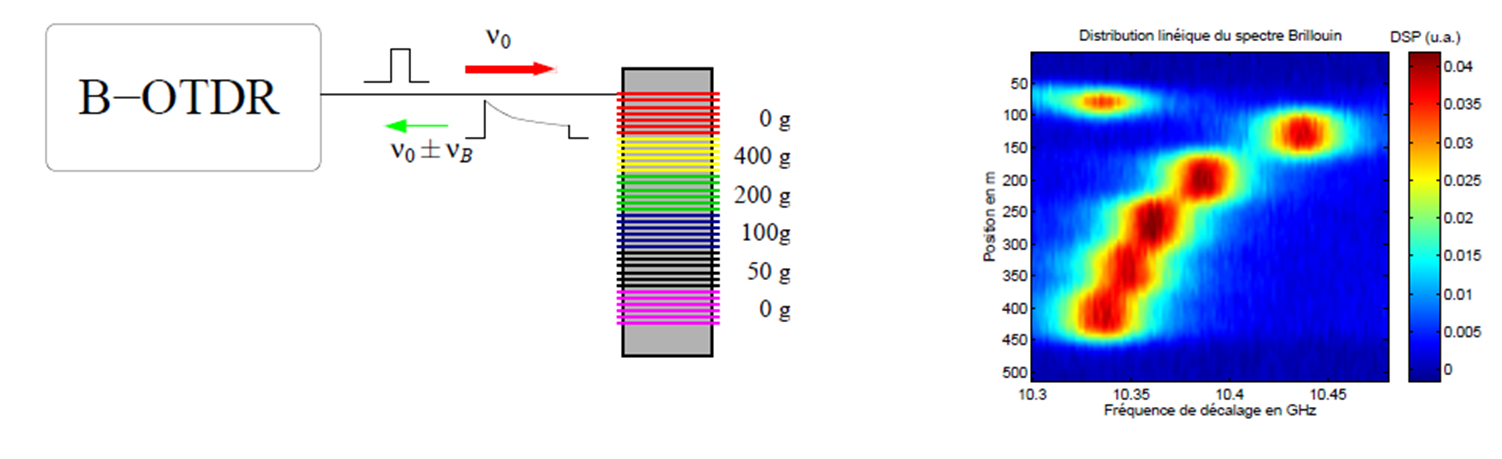 B–OTDR
ν0
ν0 ± νB
0 g
400 g
200 g
100g
50 g
0 g
Distribution linéique du spectre Brillouin
DSP (u.a.)
Position en m
50
100
150
200
250
300
350
400
450
500
10.3 10.35 10.4 10.45
Fréquence de décalage en GHz
0.04
0.035
0.03
0.025
0.02
0.015
0.01
0.005
0